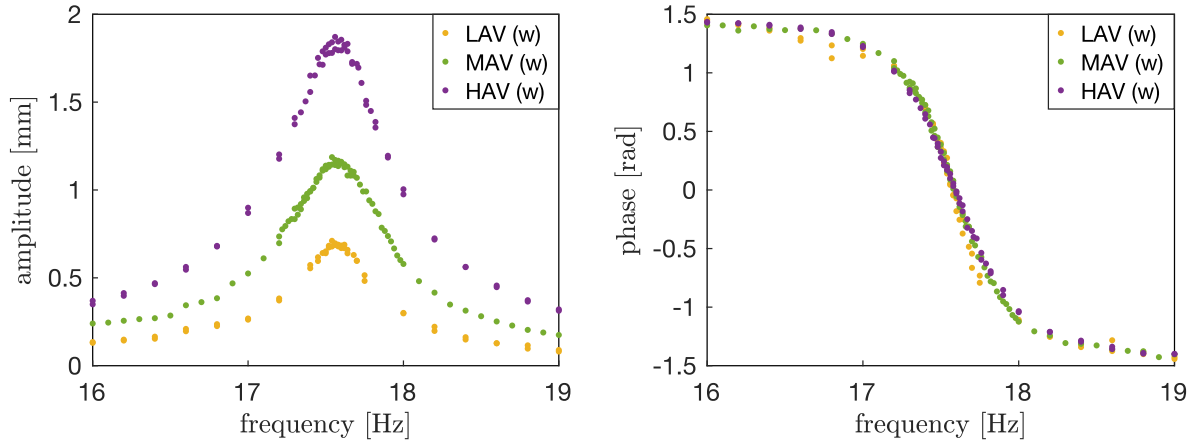 2
1.5
1
0.5
0
16
17
18
19
amplitude [mm]
frequency [Hz]
LAV (w)
MAV (w)
HAV (w)
1.5
1
0.5
0
-0.5
-1
-1.5
16
17
18
19
phase [rad]
frequency [Hz]
LAV (w)
MAV (w)
HAV (w)